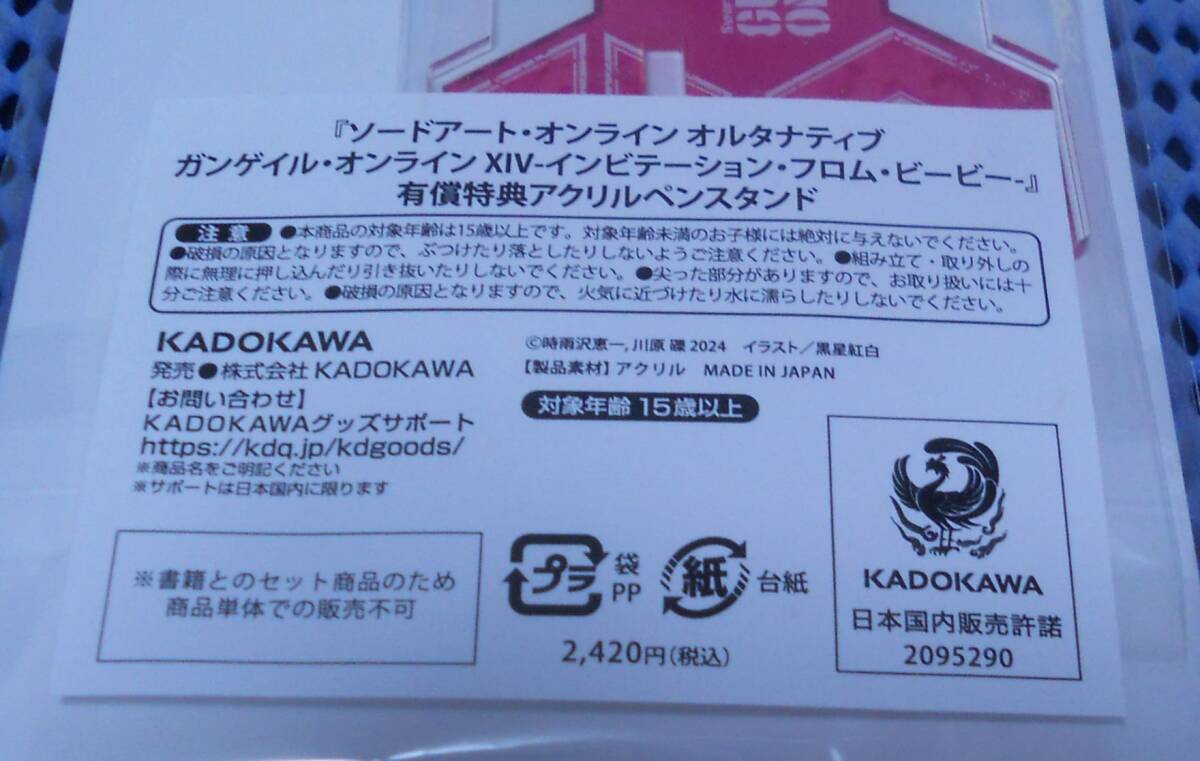 『ソードアート・オンライン オルタナティブ
ガンゲイル・オンライン XIV-インビテーション・フロム・ビービー-』
有償特典アクリルペンスタンド
注意 ●本商品の対象年齢は15歳以上です。対象年齢未満のお子様には絶対に与えないでください。
●破損の原因となりますので、ぶつけたり落としたりしないようご注意ください。●組み立て・取り外しの
際に無理に押し込んだり引き抜いたりしないでください。●尖った部分がありますので、お取り扱いには十
分ご注意ください。●破損の原因となりますので、火気に近づけたり水に濡らしたりしないでください。
KADOKAWA
発売●株式会社 KADOKAWA
【お問い合わせ】
KADOKAWAグッズサポート
https://kdq.jp/kdgoods/
※商品名をご明記ください
※サポートは日本国内に限ります
©時雨沢恵一, 川原 礫 2024 イラスト／黒星紅白
【製品素材】アクリル MADE IN JAPAN
対象年齢 15歳以上
※書籍とのセット商品のため
商品単体での販売不可
プラ 袋 PP 紙 台紙
2,420円(税込)
KADOKAWA
日本国内販売許諾
2095290